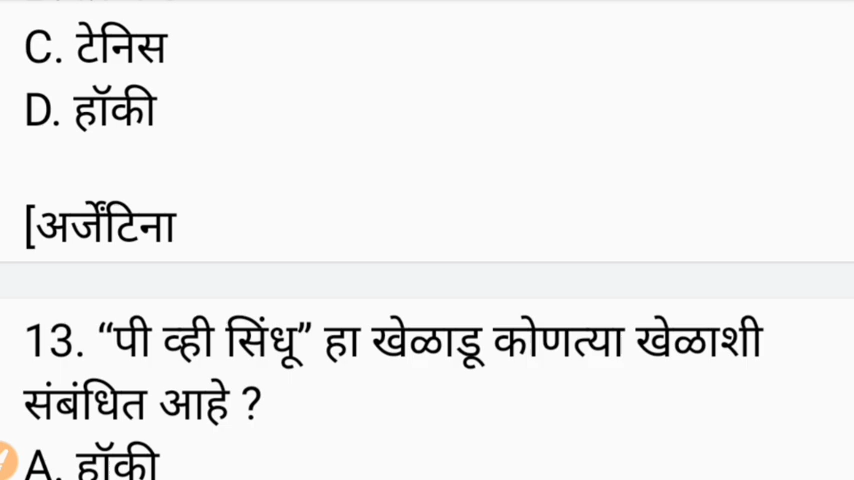 C. टेनिस
D. हॉकी
[अर्जेंटिना
13. “पी व्ही सिंधू” हा खेळाडू कोणत्या खेळाशी
संबंधित आहे ?
A. हॉकी